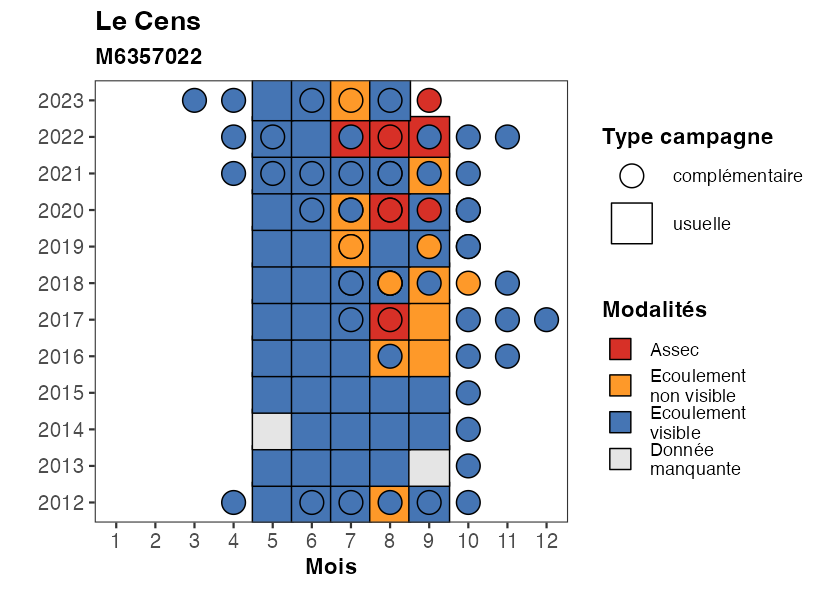 Le Cens
M6357022
2023
2022
2021
2020
2019
2018
2017
2016
2015
2014
2013
2012
1 2 3 4 5 6 7 8 9 10 11 12
Mois
Type campagne
complémentaire
usuelle
Modalités
Assec
Ecoulement
non visible
Ecoulement
visible
Donnée
manquante